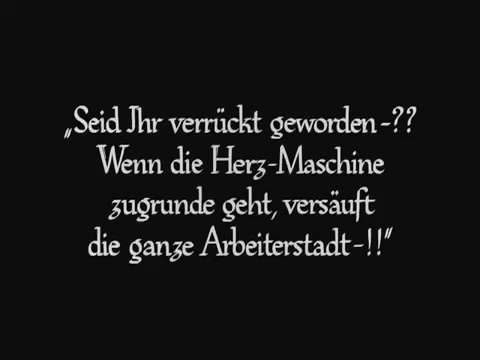 „Seid Ihr verrückt geworden-??
Wenn die Herz-Maschine
zugrunde geht, versäuft
die ganze Arbeiterstadt-!!“